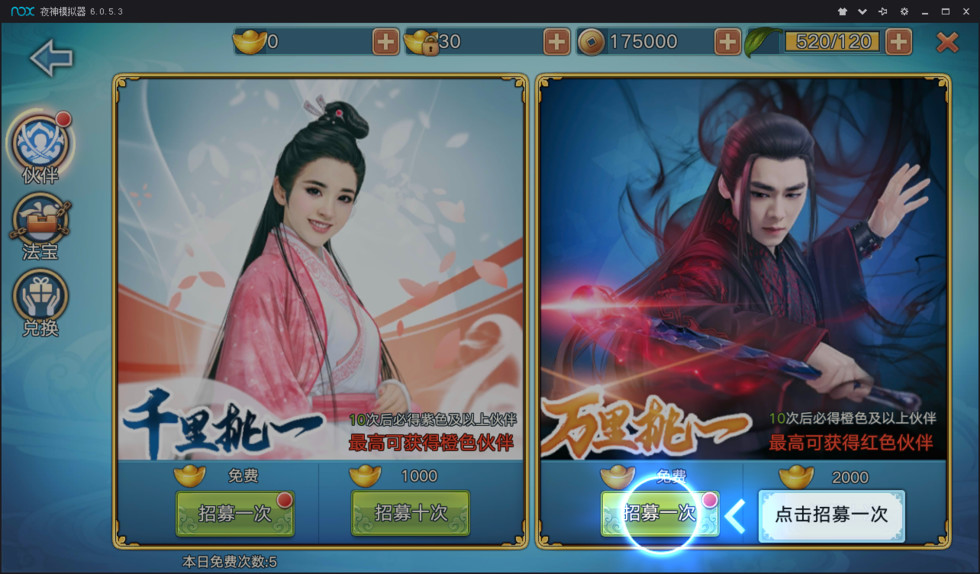 nox 夜神模拟器 6.0.5.3
0
30
175000
520/120
伙伴
法宝
兑换
千里挑一
10次后必得紫色及以上伙伴
最高可获得橙色伙伴
免费
1000
招募一次
招募十次
本日免费次数:5
万里挑一
10次后必得橙色及以上伙伴
最高可获得红色伙伴
免费
2000
招募一次
点击招募一次